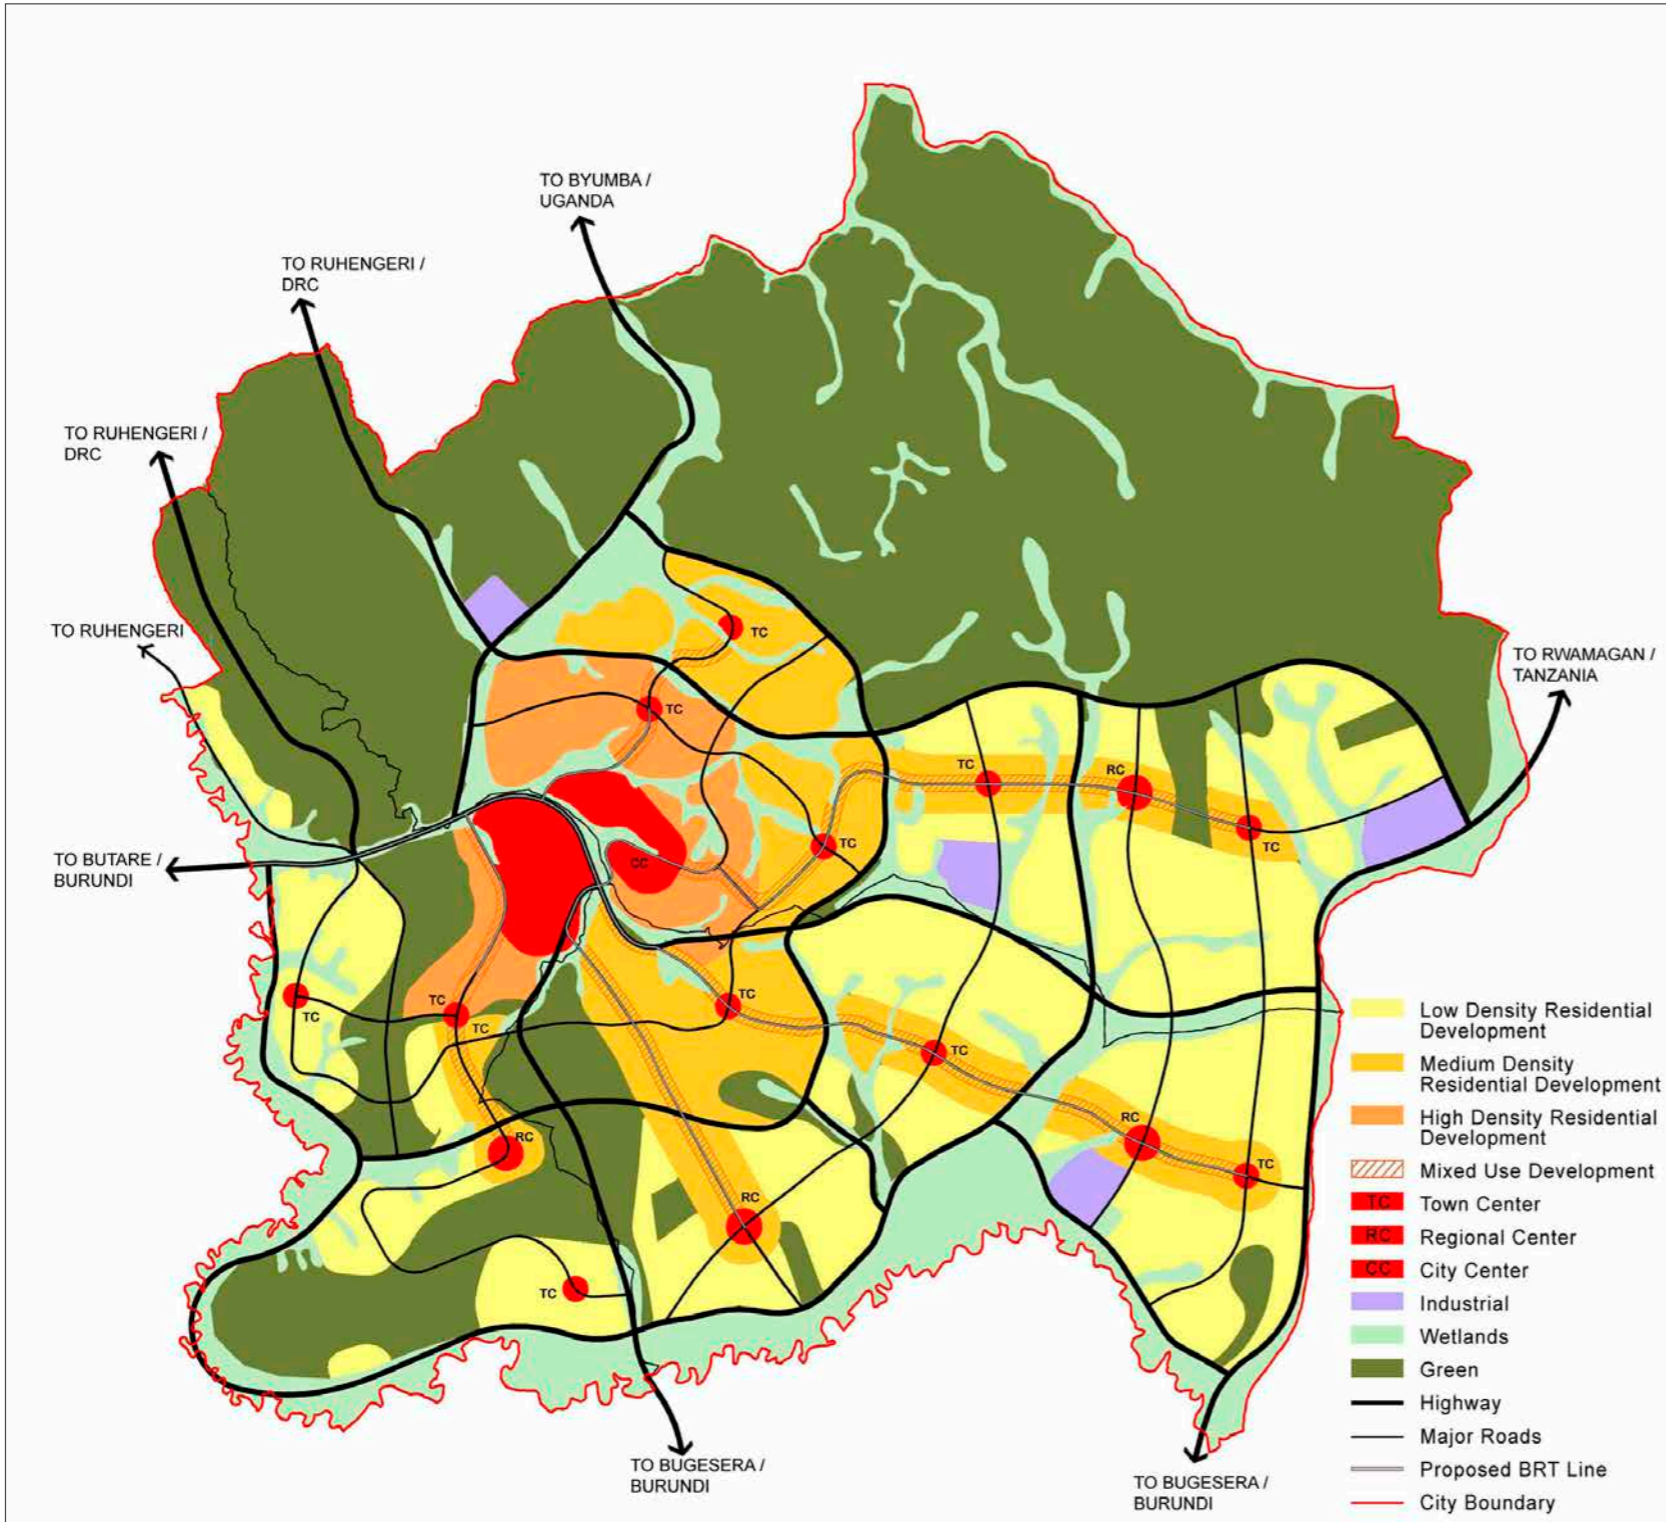 TO BYUMBA /
UGANDA
TO RUHENGERI /
DRC
TO RUHENGERI /
DRC
TO RUHENGERI
TO RWAMAGAN /
TANZANIA
TC
TC
TC
RC
TC
TC
CC
TO BUTARE /
BURUNDI
TC
TC
TC
TC
TC
RC
RC
TC
RC
TC
TO BUGESERA /
BURUNDI
TO BUGESERA /
BURUNDI
Low Density Residential
Development
Medium Density
Residential Development
High Density Residential
Development
Mixed Use Development
TC Town Center
RC Regional Center
CC City Center
Industrial
Wetlands
Green
Highway
Major Roads
Proposed BRT Line
City Boundary